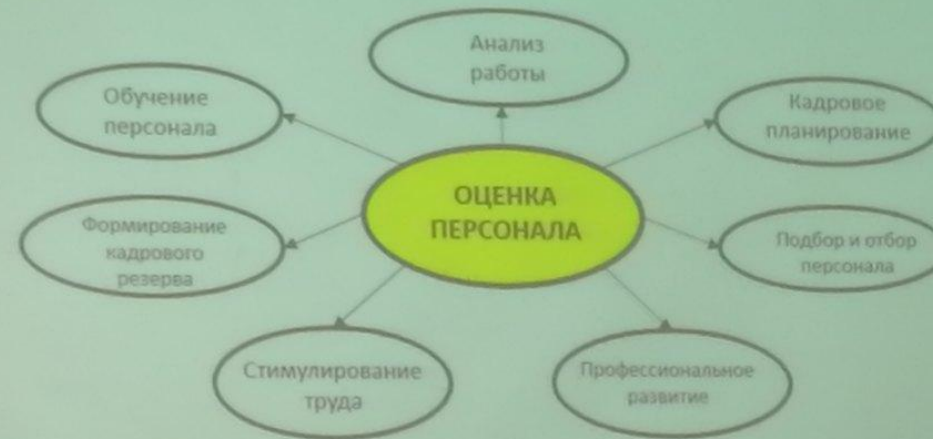 Анализ
работы
Обучение
персонала
Кадровое
планирование
ОЦЕНКА
ПЕРСОНАЛА
Формирование
кадрового
резерва
Подбор и отбор
персонала
Стимулирование
труда
Профессиональное
развитие